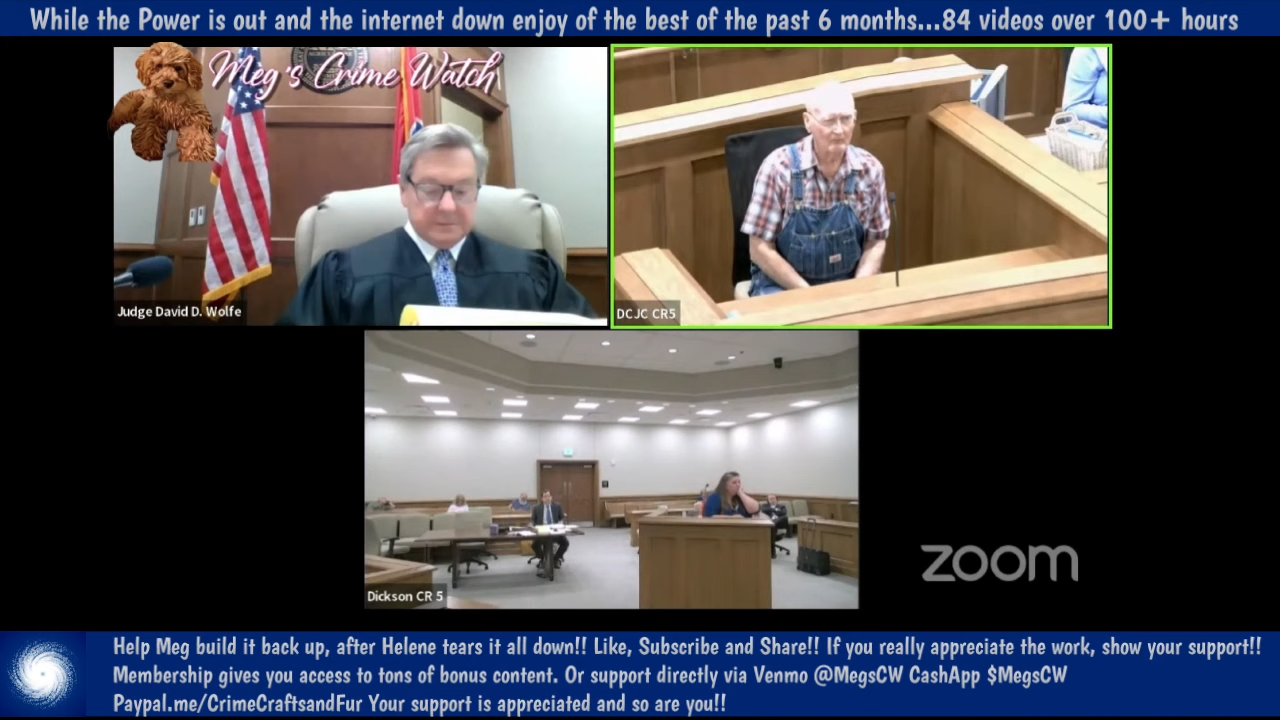 While the Power is out and the internet down enjoy of the best of the past 6 months...84 videos over 100+ hours
Meg's Crime Watch
Judge David D. Wolfe
DCJC CR5
Dickson CR 5
zoom
Help Meg build it back up, after Helene tears it all down!! Like, Subscribe and Share!! If you really appreciate the work, show your support!!
Membership gives you access to tons of bonus content. Or support directly via Venmo @MegsCW CashApp $MegsCW
Paypal.me/CrimeCraftsandFur Your support is appreciated and so are you!!